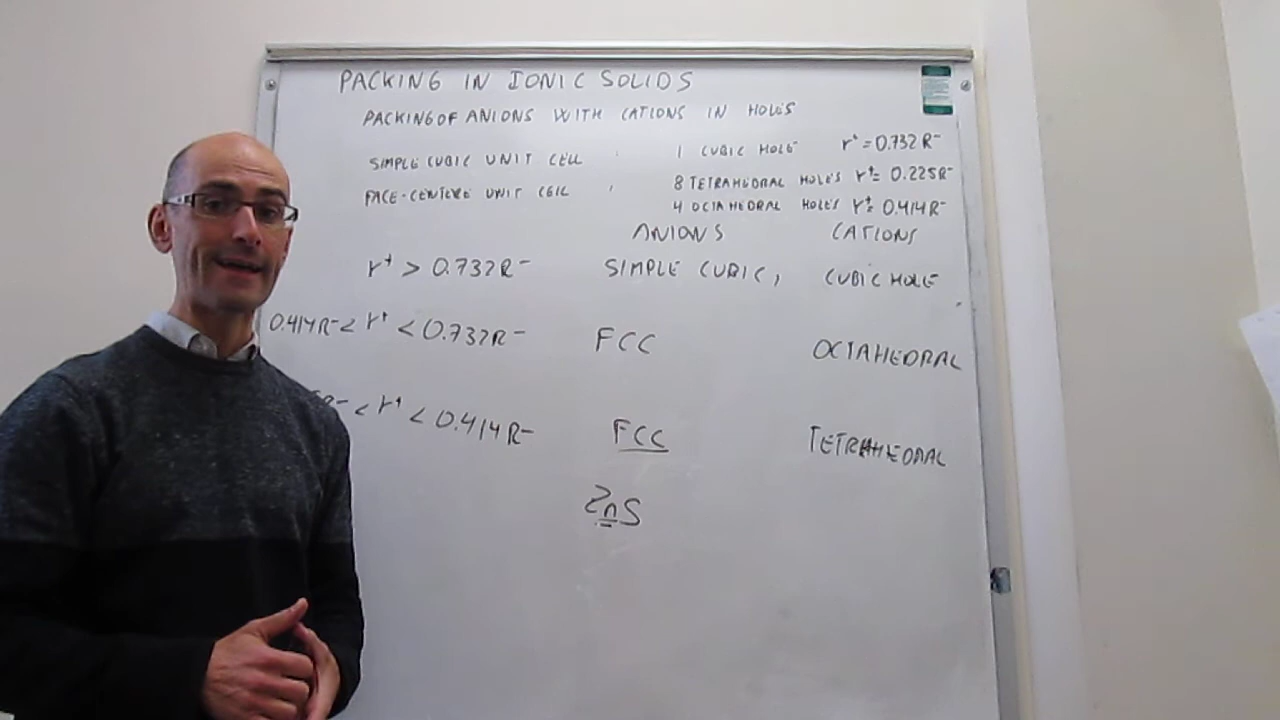 PACKING IN IONIC SOLIDS
PACKING OF ANIONS WITH CATIONS IN HOLES
SIMPLE CUBIC UNIT CELL 1 CUBIC HOLE r⁺ = 0.732 R⁻
FACE-CENTERE UNIT CELL 8 TETRAHEDRAL HOLES r⁺ = 0.225R⁻
4 OCTAHEDRAL HOLES r⁺ = 0.414R⁻
ANIONS CATIONS
r⁺ > 0.732R⁻ SIMPLE CUBIC, CUBIC HOLE
0.414R⁻ < r⁺ < 0.732R⁻ FCC OCTAHEDRAL
R⁻ < r⁺ < 0.414R⁻ FCC TETRAHEDRAL
ZnS